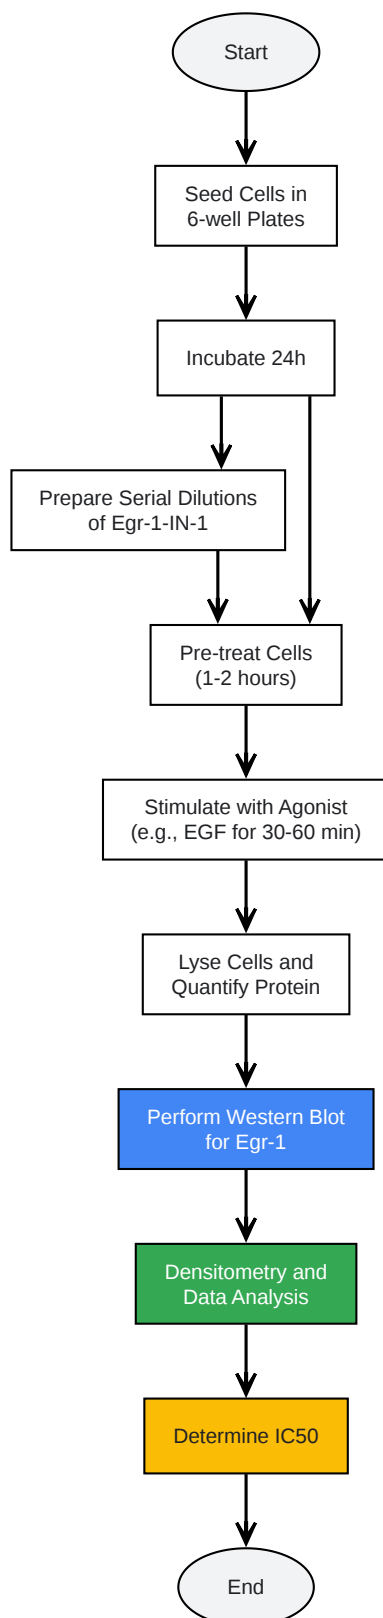 Start
Seed Cells in
6-well Plates
Incubate 24h
Prepare Serial Dilutions
of Egr-1-IN-1
Pre-treat Cells
(1-2 hours)
Stimulate with Agonist
(e.g., EGF for 30-60 min)
Lyse Cells and
Quantify Protein
Perform Western Blot
for Egr-1
Densitometry and
Data Analysis
Determine IC50
End